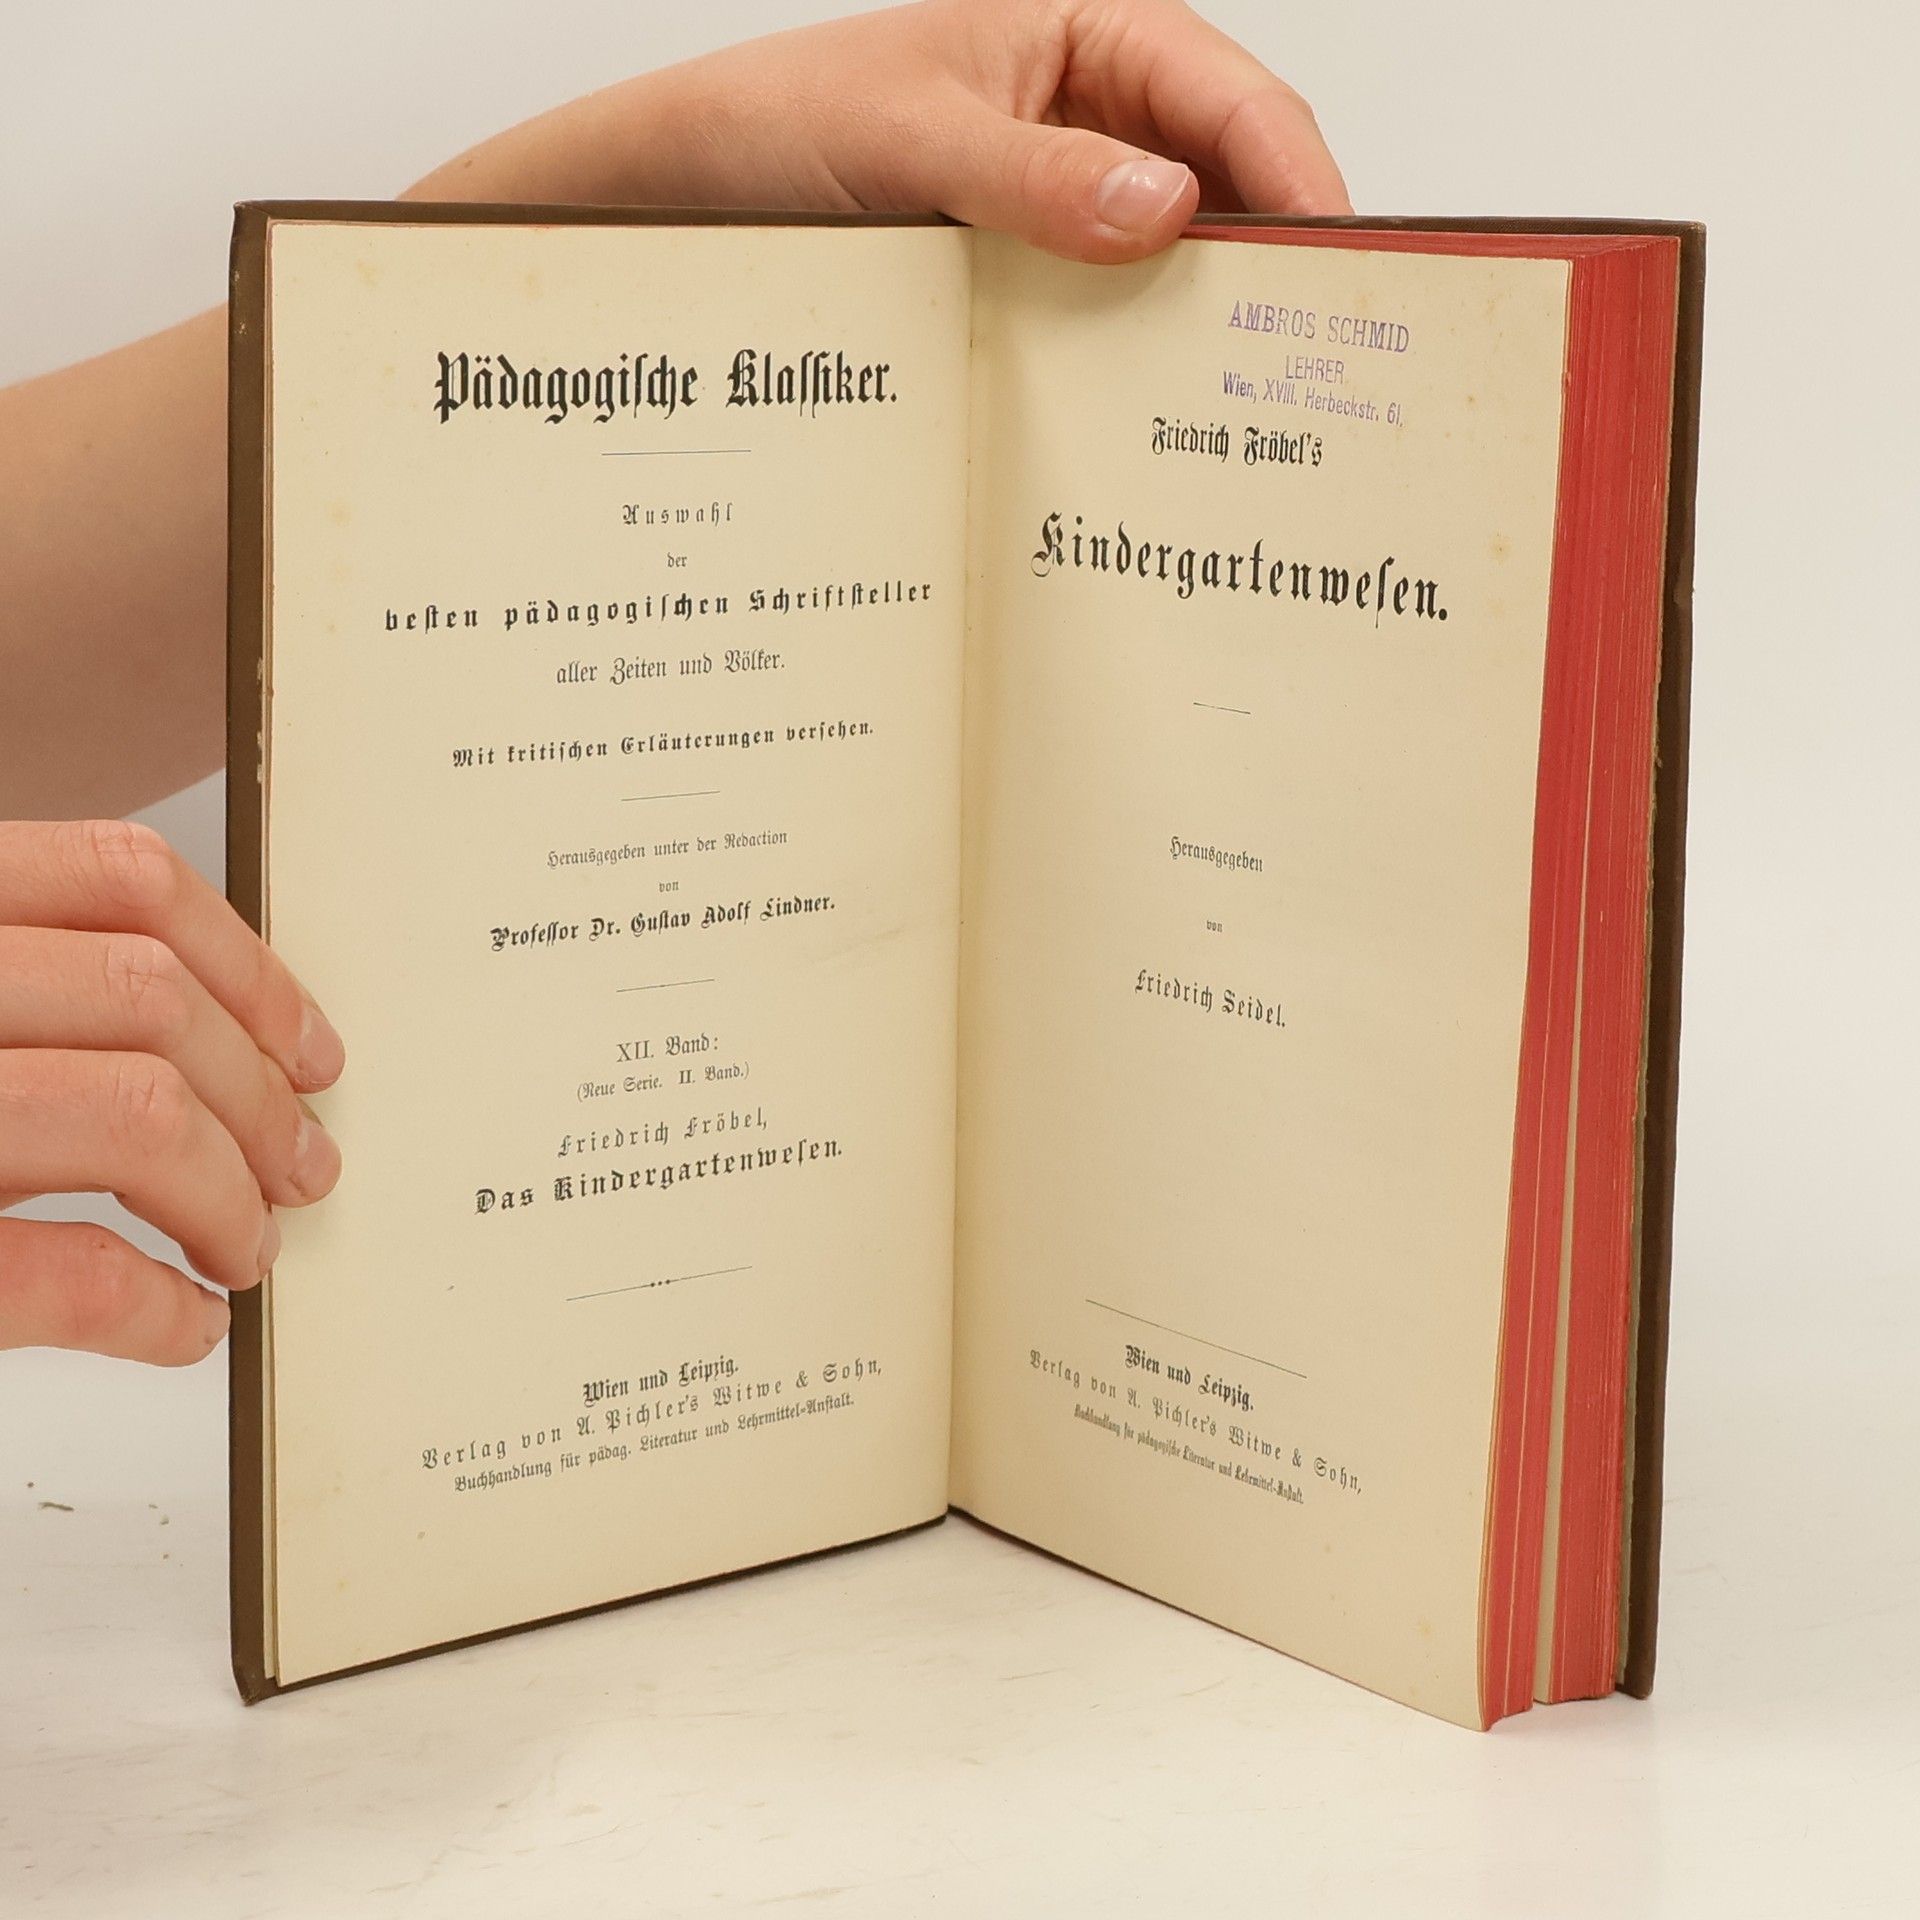 Pädagogische Klassiker.
Auswahl
der
besten pädagogischen Schriftsteller
aller Zeiten und Völker.
Mit kritischen Erläuterungen versehen.
Herausgegeben unter der Redaction
von
Professor Dr. Gustav Adolf Lindner.
XII. Band:
(Neue Serie. II. Band.)
Friedrich Fröbel,
Das Kindergartenwesen.
Wien und Leipzig.
Verlag von A. Pichler's Witwe & Sohn,
Buchhandlung für pädag. Literatur und Lehrmittel-Anstalt.
AMBROS SCHMID
LEHRER
Wien, XVIII. Herbeckstr. 61.
Friedrich Fröbel's
Kindergartenwesen.
Herausgegeben
von
Friedrich Seidel.
Wien und Leipzig.
Verlag von A. Pichler's Witwe & Sohn,
Buchhandlung für pädagogische Literatur und Lehrmittel-Anstalt.